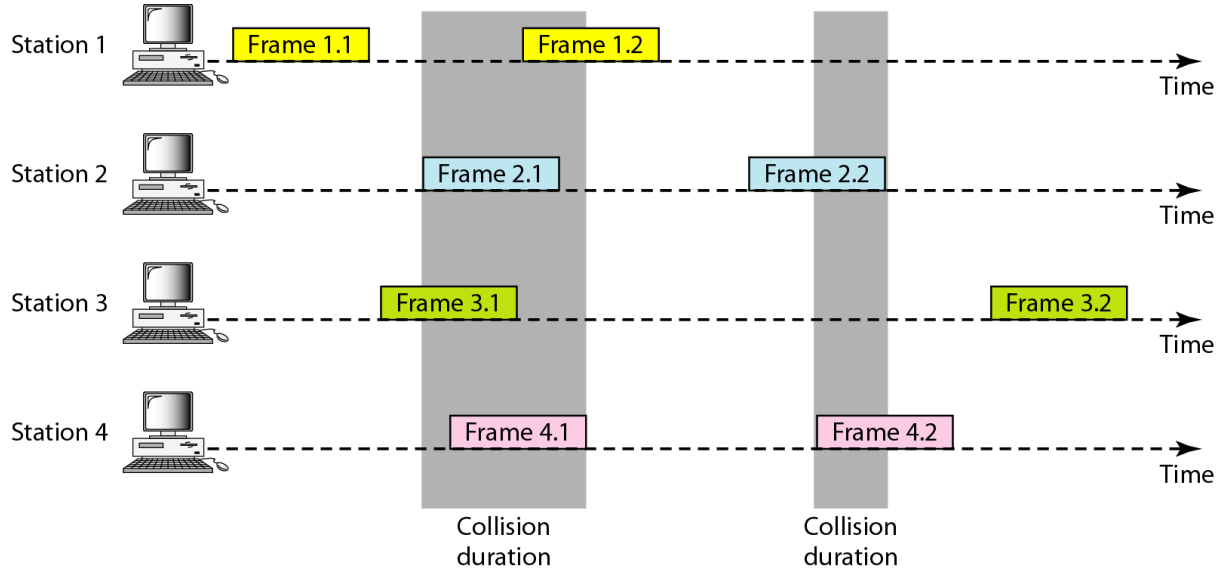 Station 1
Frame 1.1
Frame 1.2
Time
Station 2
Frame 2.1
Frame 2.2
Time
Station 3
Frame 3.1
Frame 3.2
Time
Station 4
Frame 4.1
Frame 4.2
Time
Collision
duration
Collision
duration